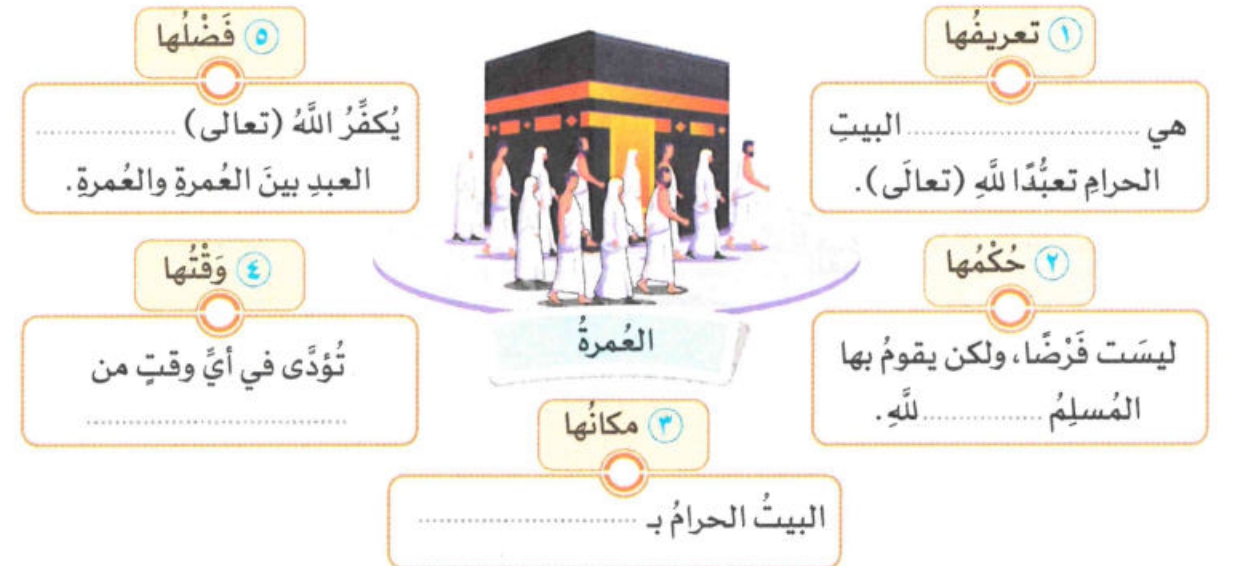 ١ تعريفُها
هي ............................ البيتِ
الحرامِ تعبُّدًا للَّهِ (تعالَى).
٢ حُكْمُها
ليسَت فَرْضًا، ولكن يقومُ بها
المُسلِمُ ................ للَّهِ.
٣ مكانُها
البيتُ الحرامُ بـ ............................
٤ وَقْتُها
تُؤدَّى في أيِّ وقتٍ من
..................................
٥ فَضْلُها
يُكفِّرُ اللَّهُ (تعالى) ..................
العبدِ بينَ العُمرةِ والعُمرةِ.
العُمرةُ